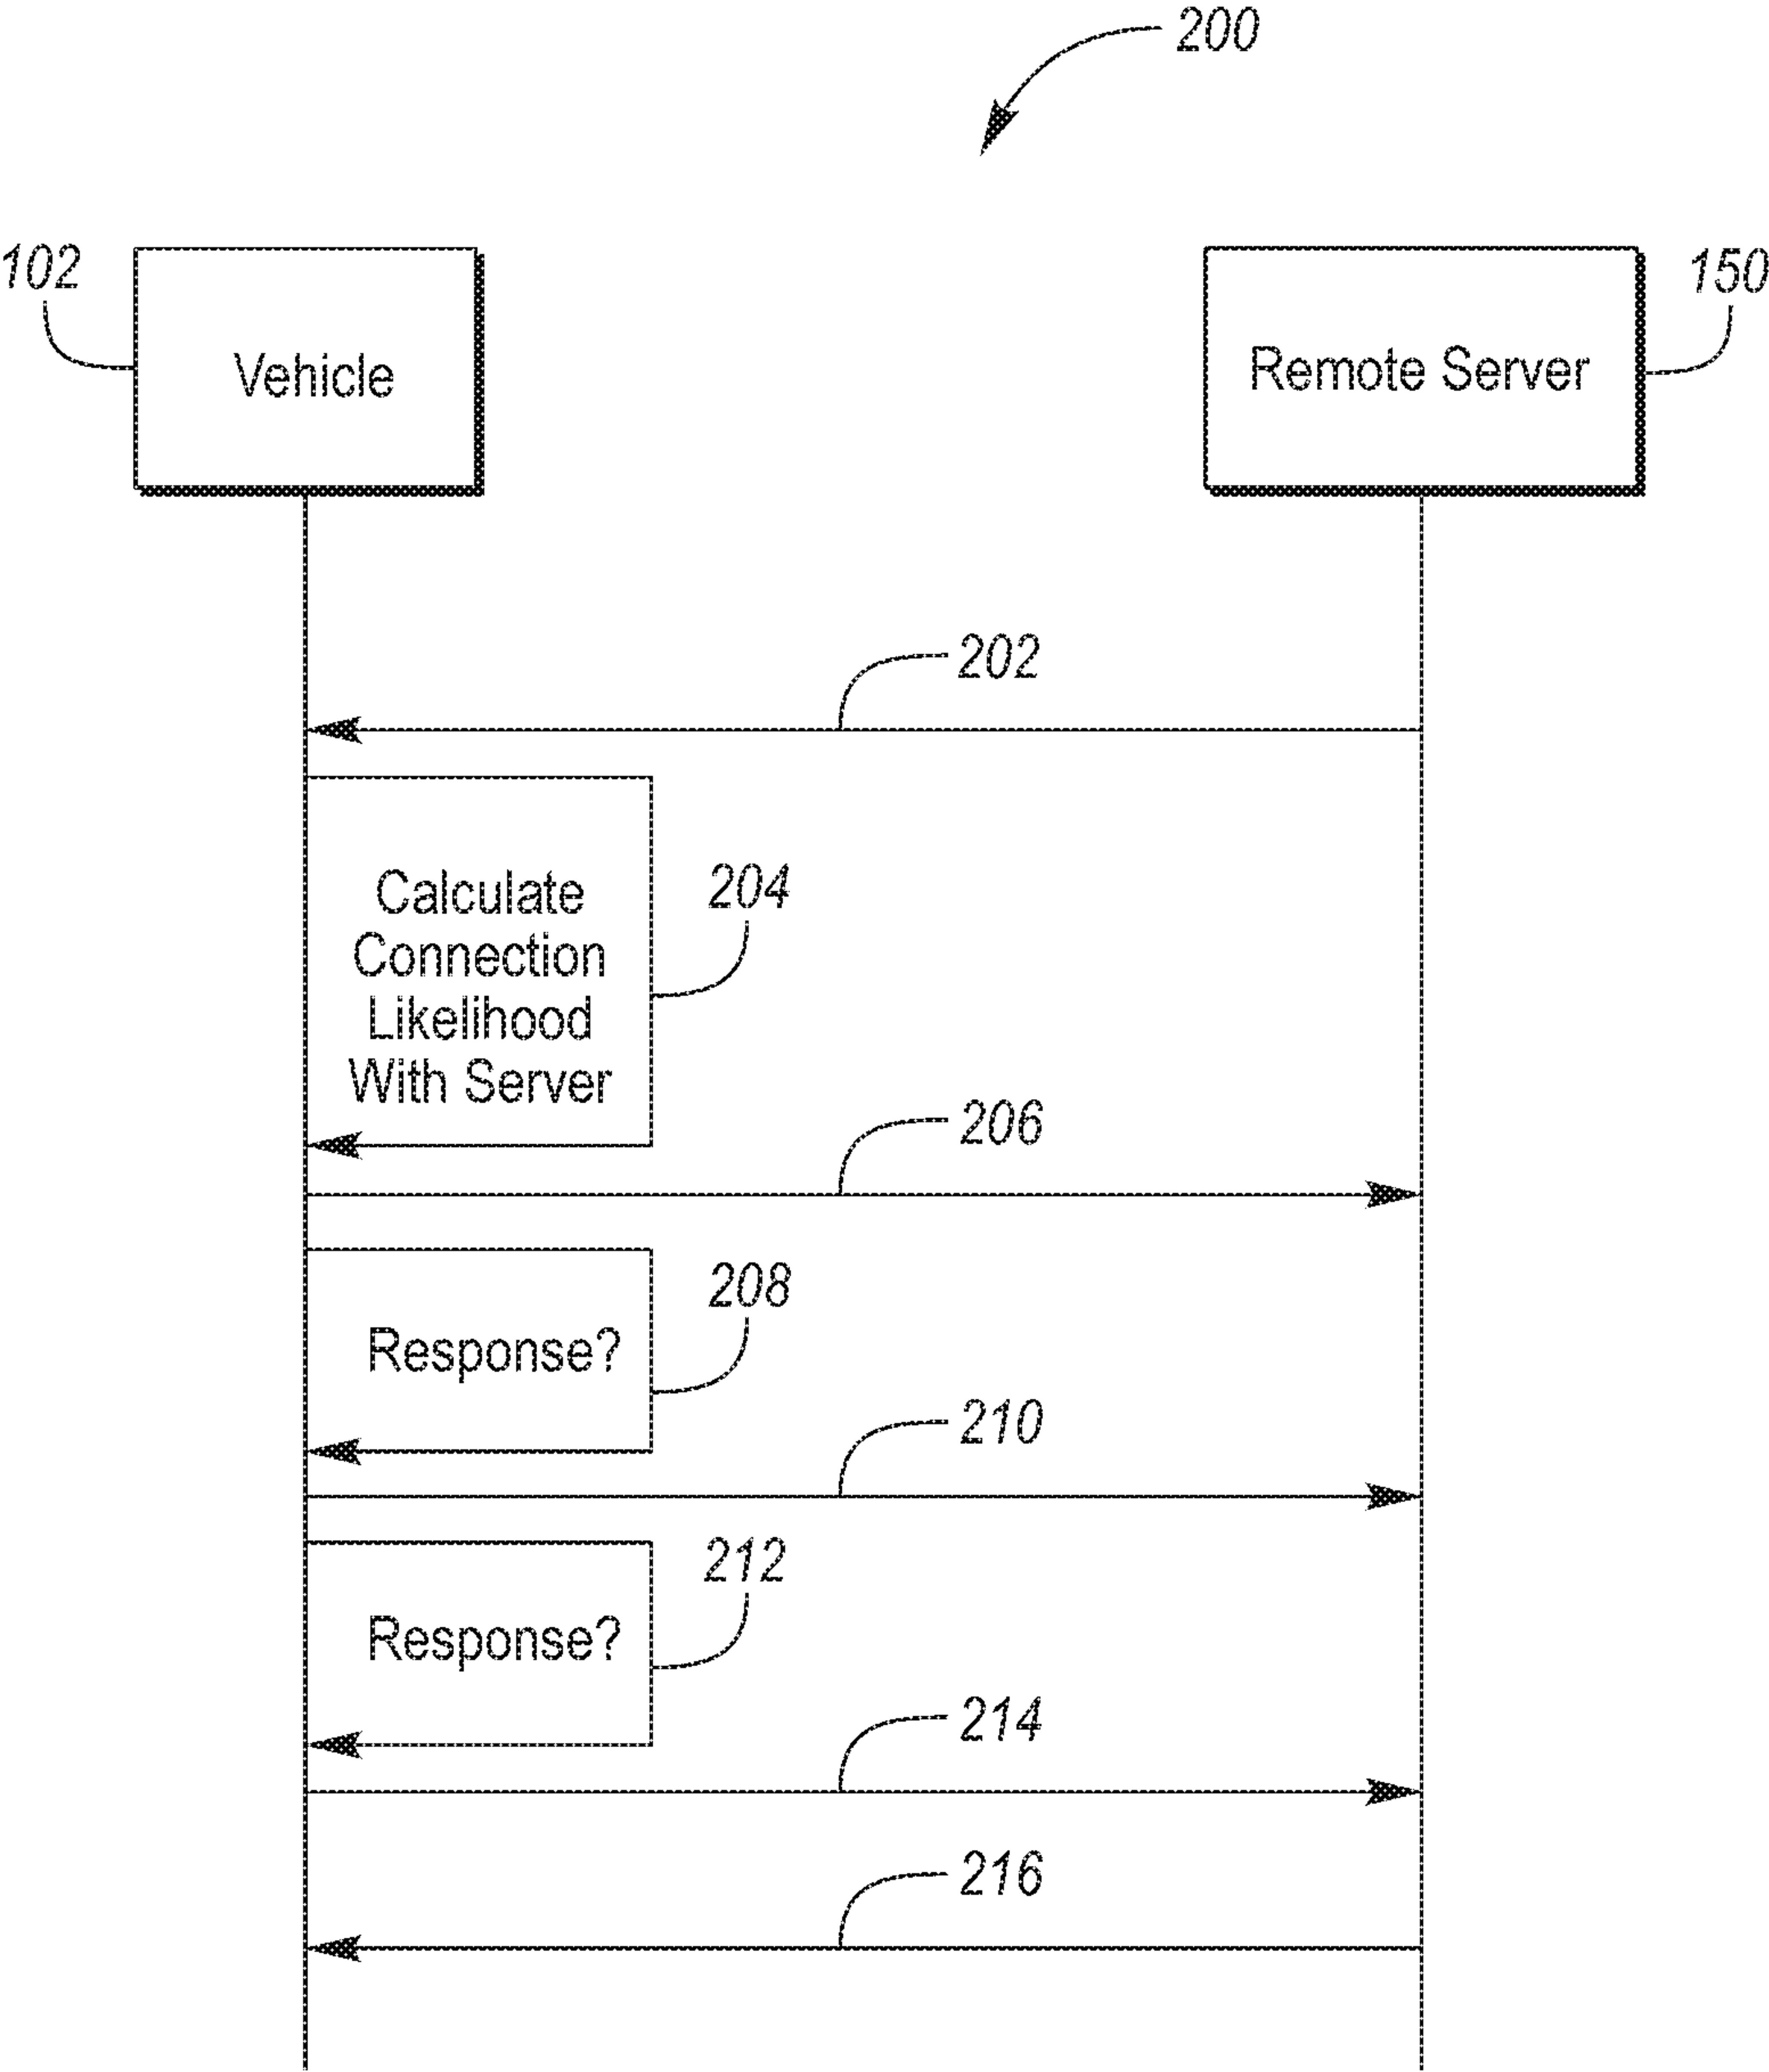 200
102
Vehicle
Remote Server
150
202
Calculate
Connection
Likelihood
With Server
204
206
Response?
208
210
Response?
212
214
216